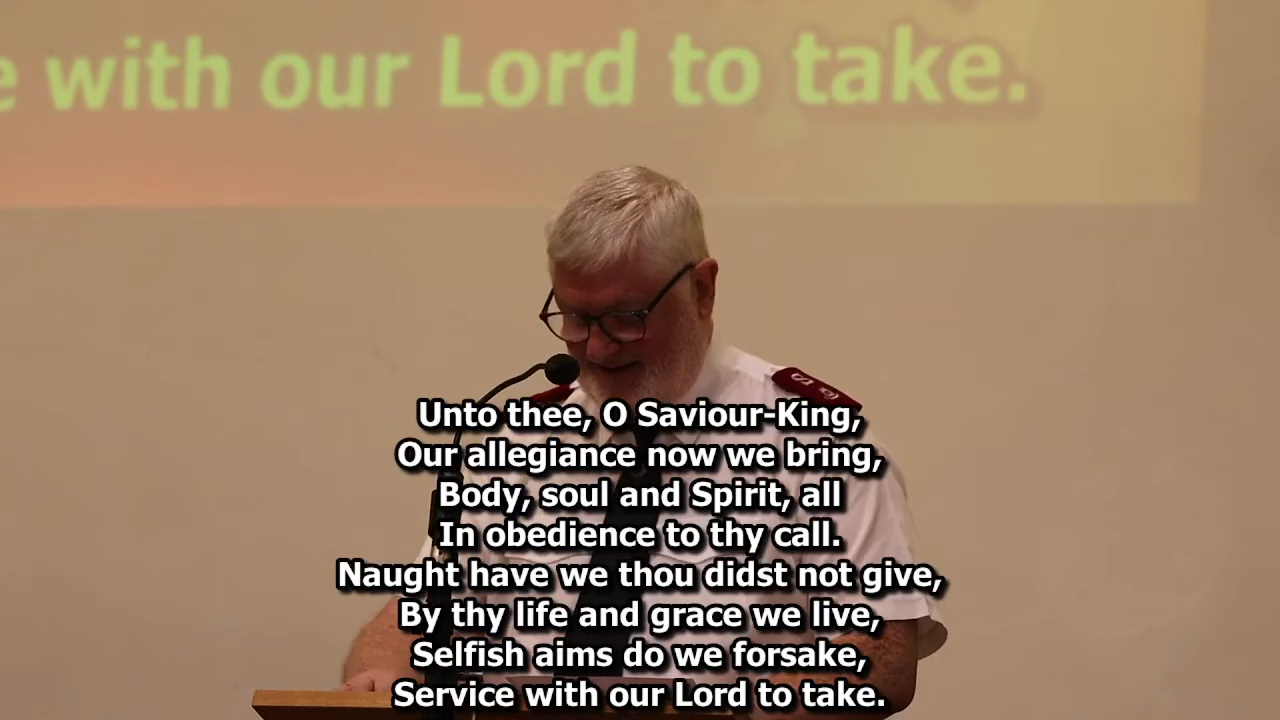 with our Lord to take.
S
Unto thee, O Saviour-King,
Our allegiance now we bring,
Body, soul and Spirit, all
In obedience to thy call.
Naught have we thou didst not give,
By thy life and grace we live,
Selfish aims do we forsake,
Service with our Lord to take.